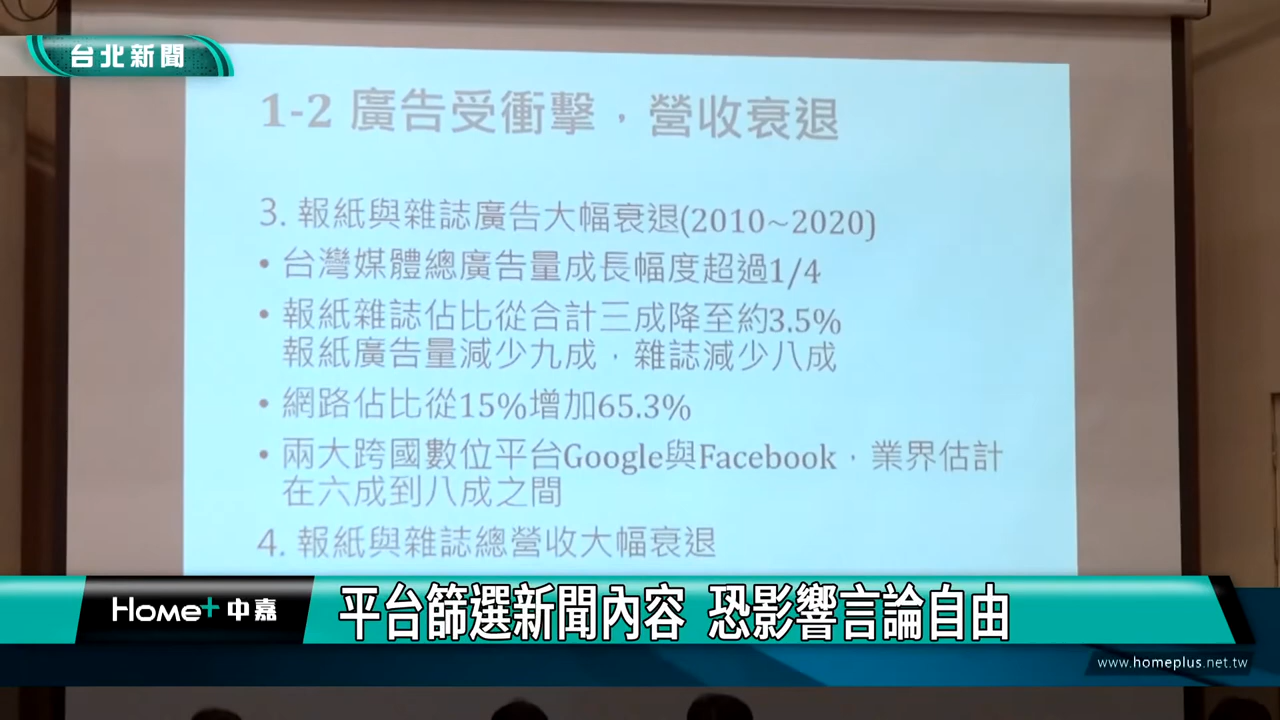 台北新聞
1-2 廣告受衝擊，營收衰退
3. 報紙與雜誌廣告大幅衰退(2010~2020)
• 台灣媒體總廣告量成長幅度超過1/4
• 報紙雜誌佔比從合計三成降至約3.5%
報紙廣告量減少九成，雜誌減少八成
• 網路佔比從15%增加65.3%
• 兩大跨國數位平台Google與Facebook，業界估計
在六成到八成之間
4. 報紙與雜誌總營收大幅衰退
Home+ 中嘉
平台篩選新聞內容 恐影響言論自由
www.homeplus.net.tw